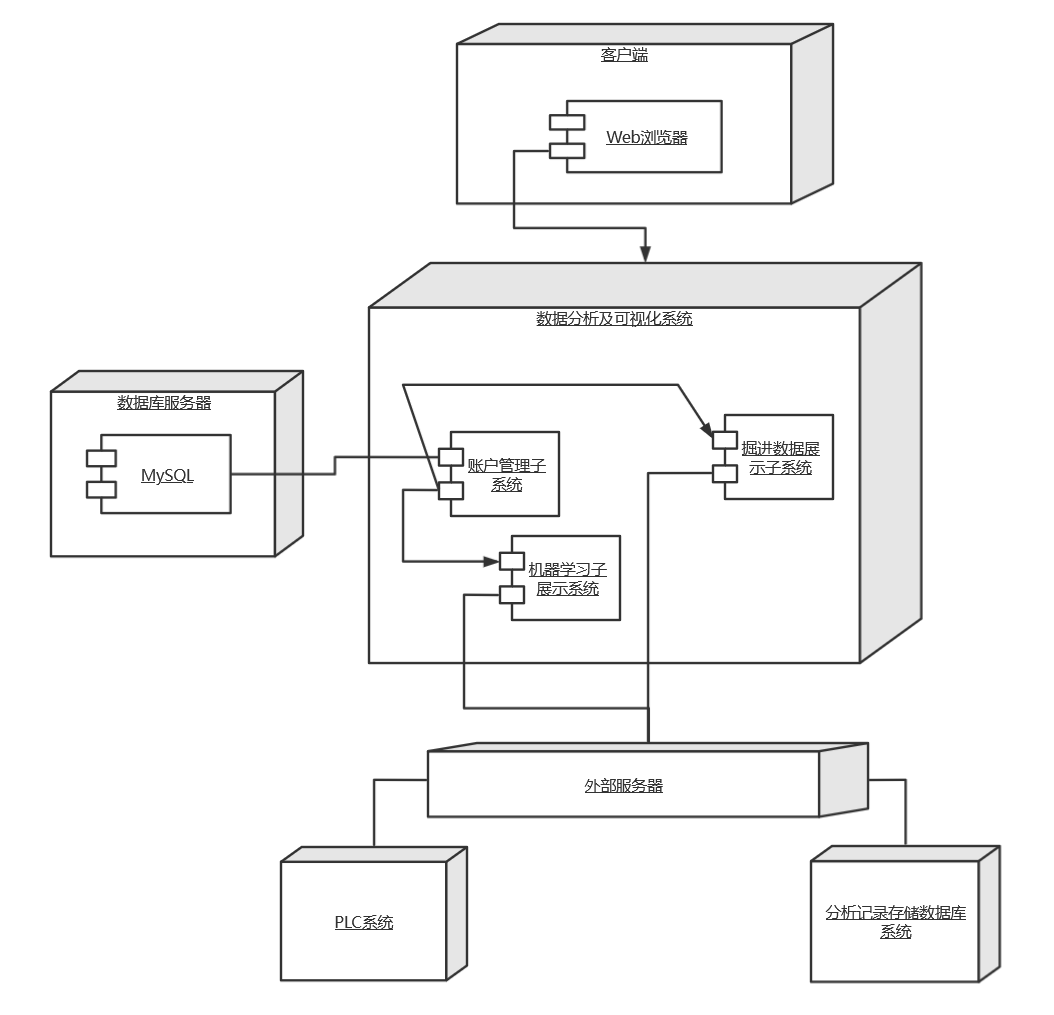 客户端
Web浏览器
数据分析及可视化系统
数据库服务器
MySQL
账户管理子
系统
掘进数据展
示子系统
机器学习子
展示系统
外部服务器
PLC系统
分析记录存储数据库
系统